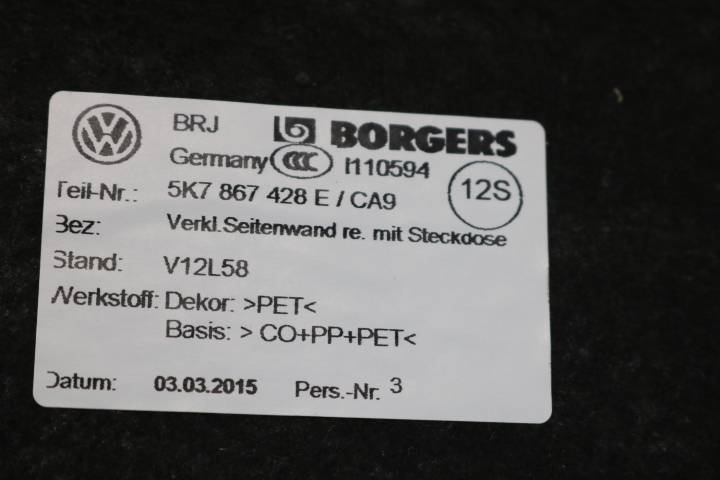 BRJ BORGERS
Germany CCC I110594
12S
Teil-Nr.: 5K7 867 428 E / CA9
Bez: Verkl.Seitenwand re. mit Steckdose
Stand: V12L58
Werkstoff: Dekor: >PET<
Basis: > CO+PP+PET<
Datum: 03.03.2015 Pers.-Nr. 3